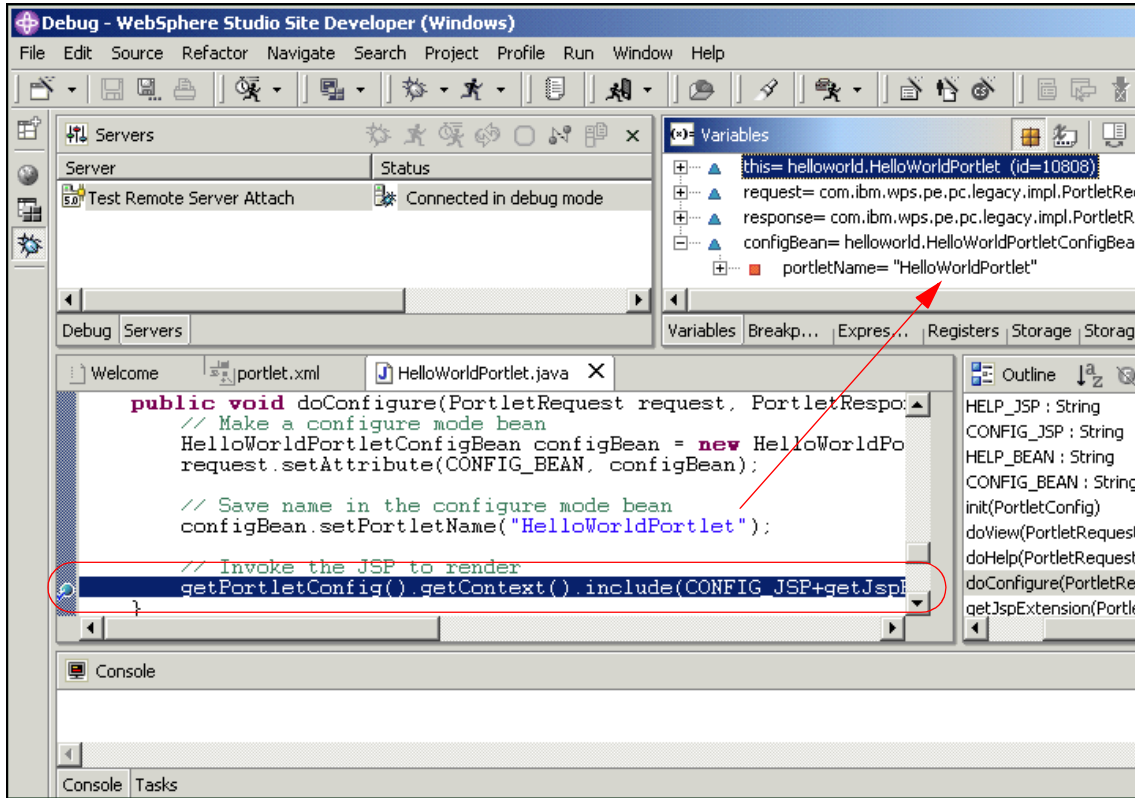 Debug - WebSphere Studio Site Developer (Windows)
File Edit Source Refactor Navigate Search Project Profile Run Window Help
Servers
Server Status
Test Remote Server Attach Connected in debug mode
Debug Servers
(x)= Variables
this= helloworld.HelloWorldPortlet (id=10808)
request= com.ibm.wps.pe.pc.legacy.impl.PortletRe
response= com.ibm.wps.pe.pc.legacy.impl.PortletR
configBean= helloworld.HelloWorldPortletConfigBea
portletName= "HelloWorldPortlet"
Variables Breakp... Expres... Registers Storage Storag
Welcome portlet.xml HelloWorldPortlet.java
public void doConfigure(PortletRequest request, PortletRespo
// Make a configure mode bean
HelloWorldPortletConfigBean configBean = new HelloWorldPo
request.setAttribute(CONFIG_BEAN, configBean);
// Save name in the configure mode bean
configBean.setPortletName("HelloWorldPortlet");
// Invoke the JSP to render
getPortletConfig().getContext().include(CONFIG_JSP+getJsp
}
Outline
HELP_JSP : String
CONFIG_JSP : String
HELP_BEAN : String
CONFIG_BEAN : String
init(PortletConfig)
doView(PortletRequest
doHelp(PortletRequest
doConfigure(PortletRe
getJspExtension(Portle
Console
Console Tasks